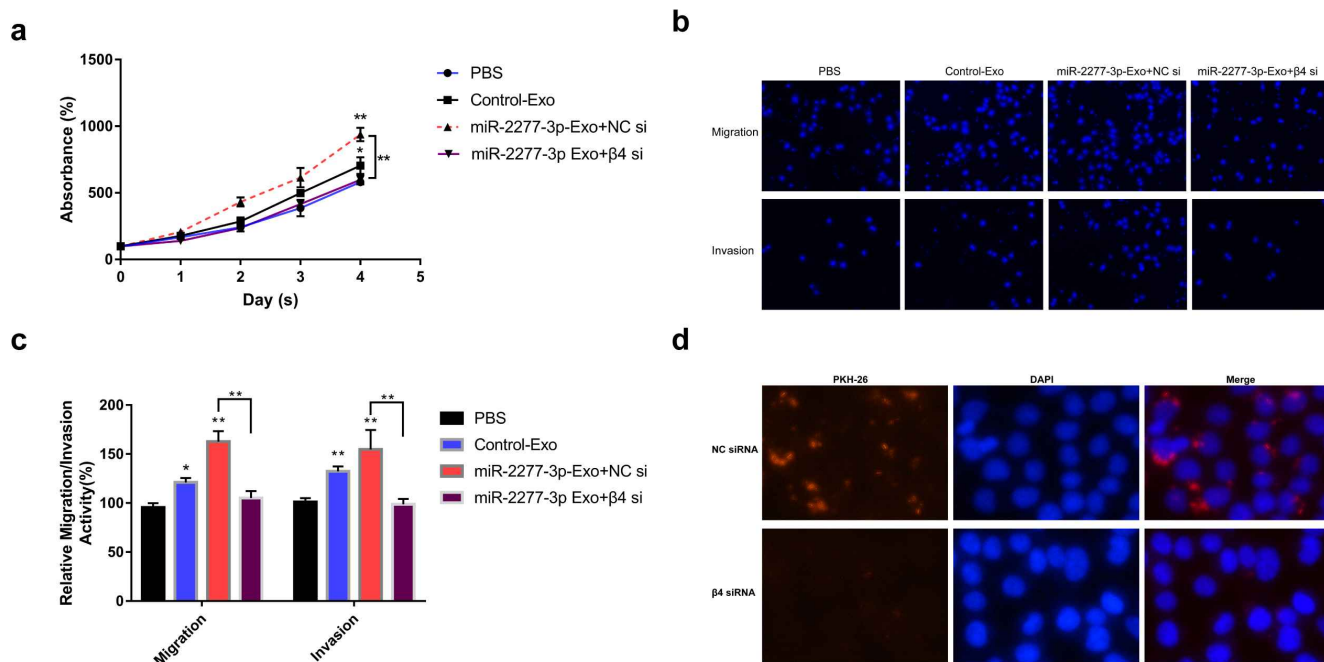 a
1500
1000
500
0
Absorbance (%)
0 1 2 3 4 5
Day (s)
**
*
**
PBS
Control-Exo
miR-2277-3p-Exo+NC si
miR-2277-3p Exo+β4 si
b
PBS Control-Exo miR-2277-3p-Exo+NC si miR-2277-3p-Exo+β4 si
Migration
Invasion
c
Relative Migration/Invasion
Activity(%)
200
150
100
50
0
* ** ** ** ** **
Migration Invasion
PBS
Control-Exo
miR-2277-3p-Exo+NC si
miR-2277-3p Exo+β4 si
d
PKH-26 DAPI Merge
NC siRNA
β4 siRNA